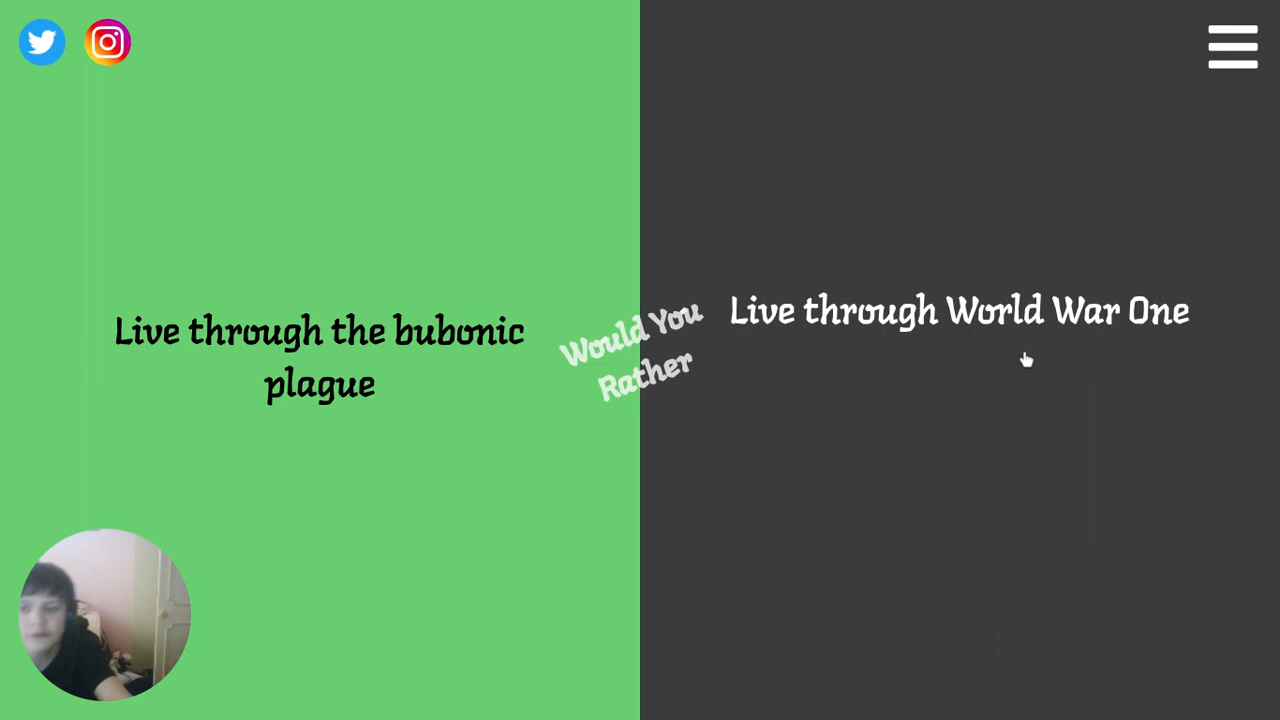 Live through the bubonic
plague
Would You
Rather
Live through World War One